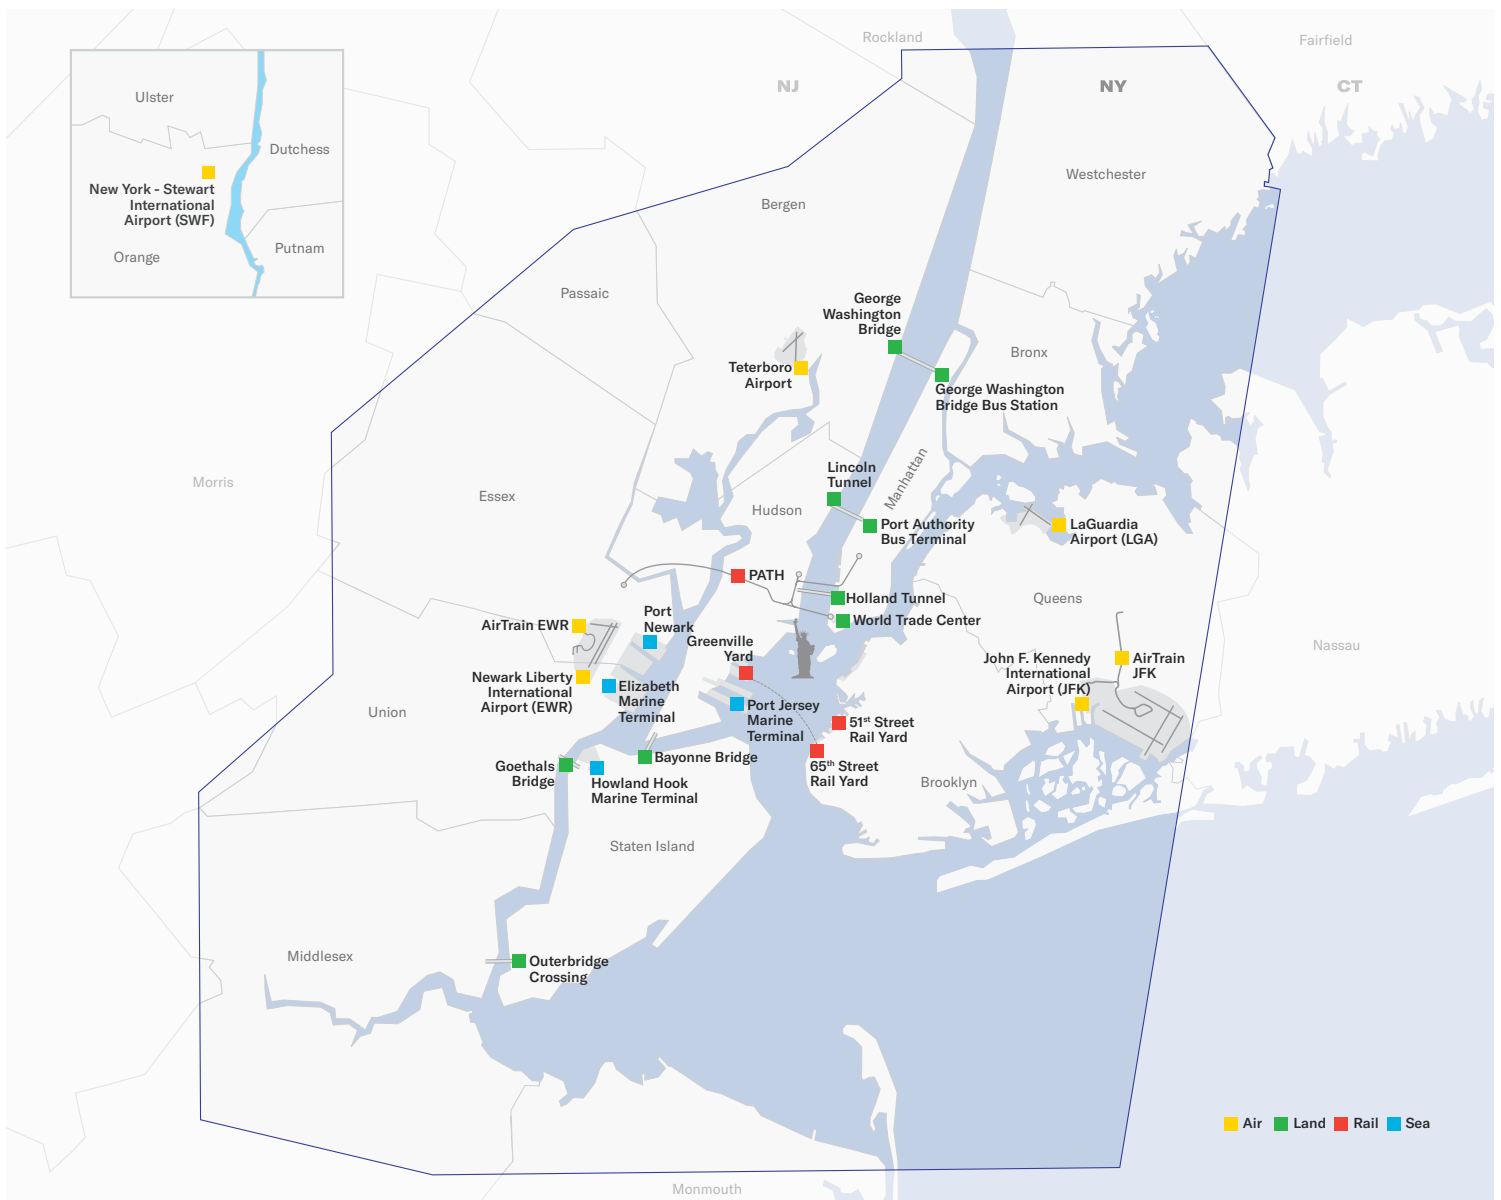 Rockland
Fairfield
NJ
NY
CT
Ulster
Dutchess
New York - Stewart
International
Airport (SWF)
Putnam
Orange
Westchester
Bergen
Passaic
George
Washington
Bridge
Bronx
Teterboro
Airport
George Washington
Bridge Bus Station
Lincoln
Tunnel
Manhattan
Morris
Essex
Hudson
Port Authority
Bus Terminal
LaGuardia
Airport (LGA)
PATH
Holland Tunnel
Queens
World Trade Center
AirTrain EWR
Port
Newark
Greenville
Yard
Nassau
John F. Kennedy
International
Airport (JFK)
AirTrain
JFK
Newark Liberty
International
Airport (EWR)
Elizabeth
Marine
Terminal
Union
Port Jersey
Marine
Terminal
51st Street
Rail Yard
65th Street
Rail Yard
Bayonne Bridge
Goethals
Bridge
Howland Hook
Marine Terminal
Brooklyn
Staten Island
Middlesex
Outerbridge
Crossing
Air
Land
Rail
Sea
Monmouth